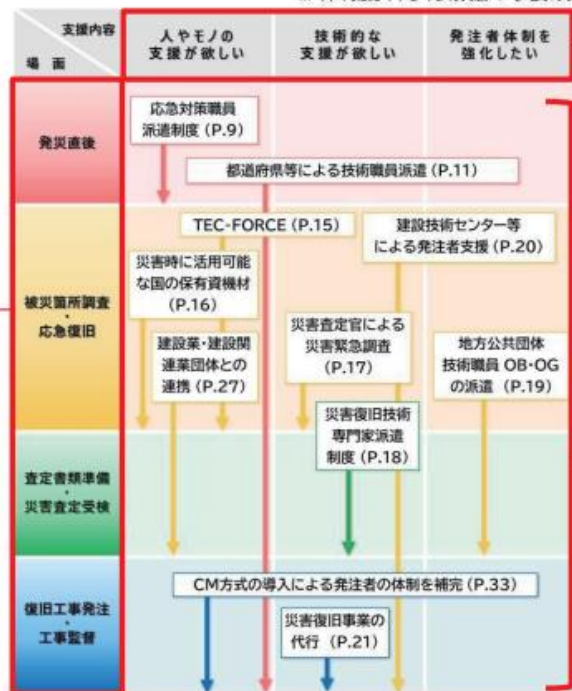 支援内容
場 面
人やモノの
支援が欲しい
技術的な
支援が欲しい
発注者体制を
強化したい
発災直後
応急対策職員
派遣制度(P.9)
都道府県等による技術職員派遣(P.11)
被災箇所調査
・
応急復旧
TEC-FORCE(P.15)
建設技術センター等
による発注者支援(P.20)
災害時に活用可能
な国の保有資機材
(P.16)
災害査定官による
災害緊急調査
(P.17)
建設業・建設関
連業団体との
連携(P.27)
地方公共団体
技術職員OB・OG
の派遣(P.19)
災害復旧技術
専門家派遣
制度(P.18)
査定書類準備
・
災害査定受検
CM方式の導入による発注者の体制を補完(P.33)
復旧工事発注
・
工事監督
災害復旧事業の
代行(P.21)